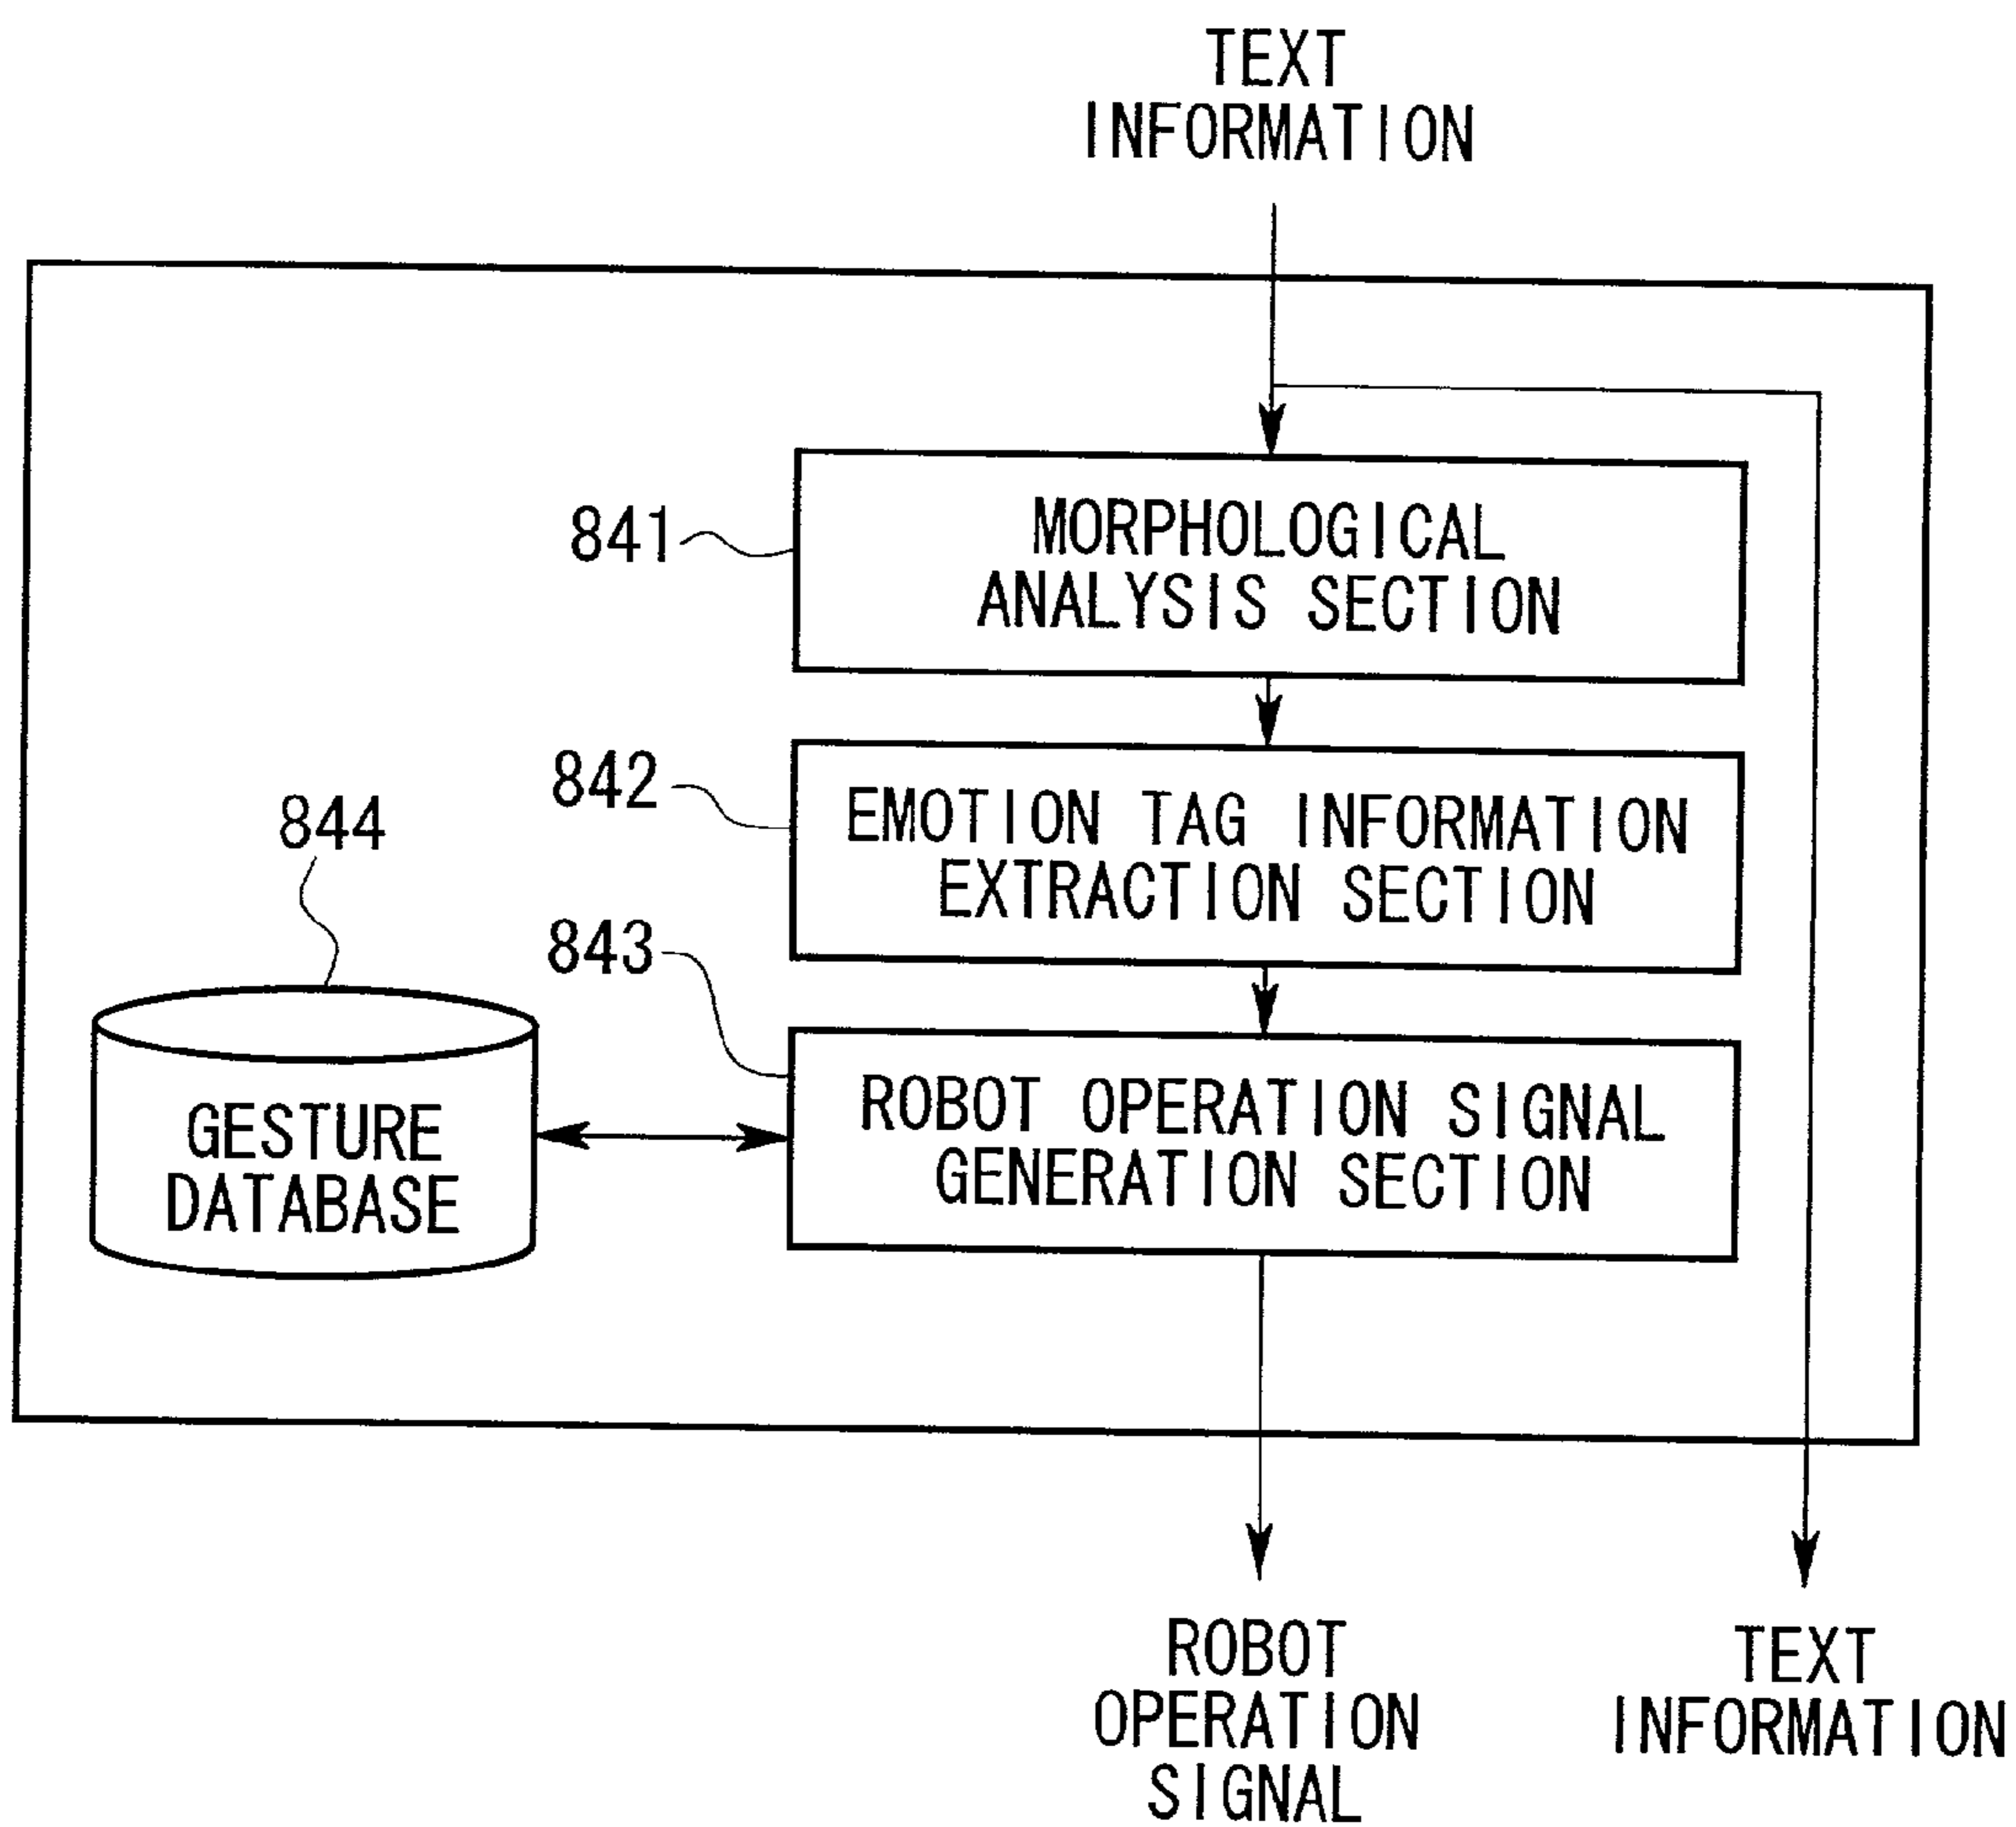 TEXT
INFORMATION
841
MORPHOLOGICAL
ANALYSIS SECTION
842
EMOTION TAG INFORMATION
EXTRACTION SECTION
844
843
GESTURE
DATABASE
ROBOT OPERATION SIGNAL
GENERATION SECTION
ROBOT
OPERATION
SIGNAL
TEXT
INFORMATION